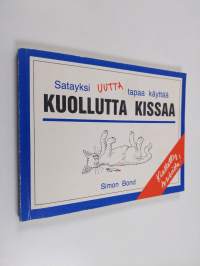 Satayksi UUTTA tapaa käyttää
KUOLLUTTA KISSAA
Simon Bond